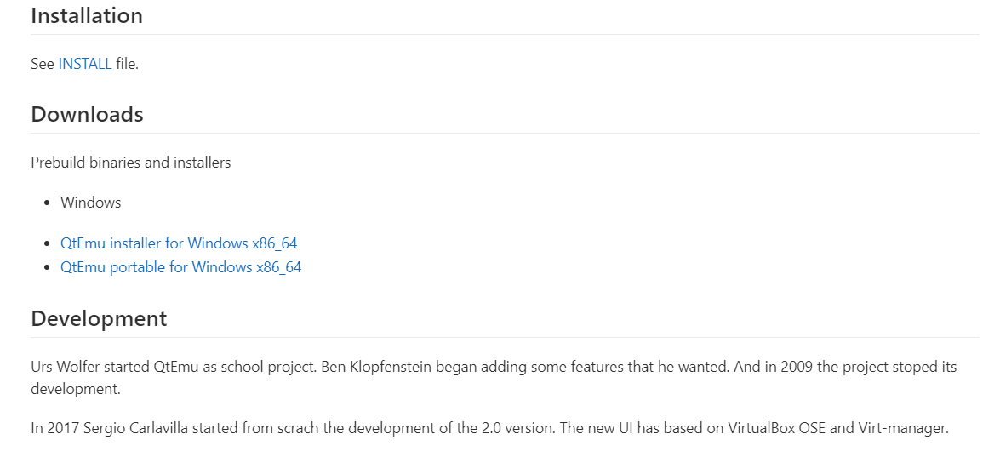 Installation
See INSTALL file.
Downloads
Prebuild binaries and installers
Windows
QtEmu installer for Windows x86_64
QtEmu portable for Windows x86_64
Development
Urs Wolfer started QtEmu as school project. Ben Klopfenstein began adding some features that he wanted. And in 2009 the project stoped its
development.
In 2017 Sergio Carlavilla started from scrach the development of the 2.0 version. The new UI has based on VirtualBox OSE and Virt-manager.